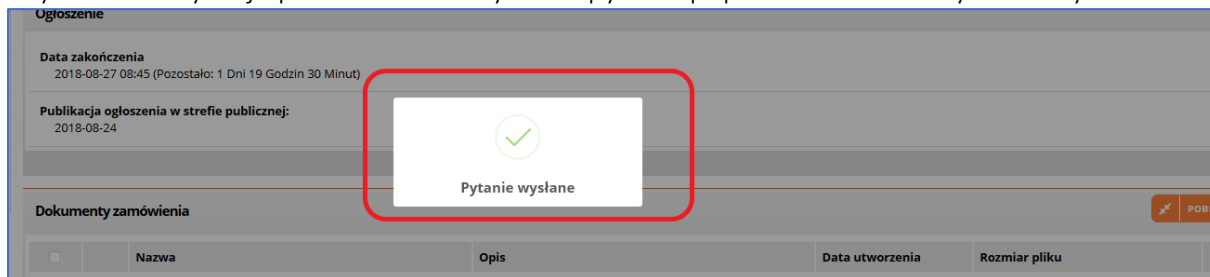 Ogłoszenie
Data zakończenia
2018-08-27 08:45 (Pozostało: 1 Dni 19 Godzin 30 Minut)
Publikacja ogłoszenia w strefie publicznej:
2018-08-24
Pytanie wysłane
Dokumenty zamówienia
Nazwa Opis Data utworzenia Rozmiar pliku